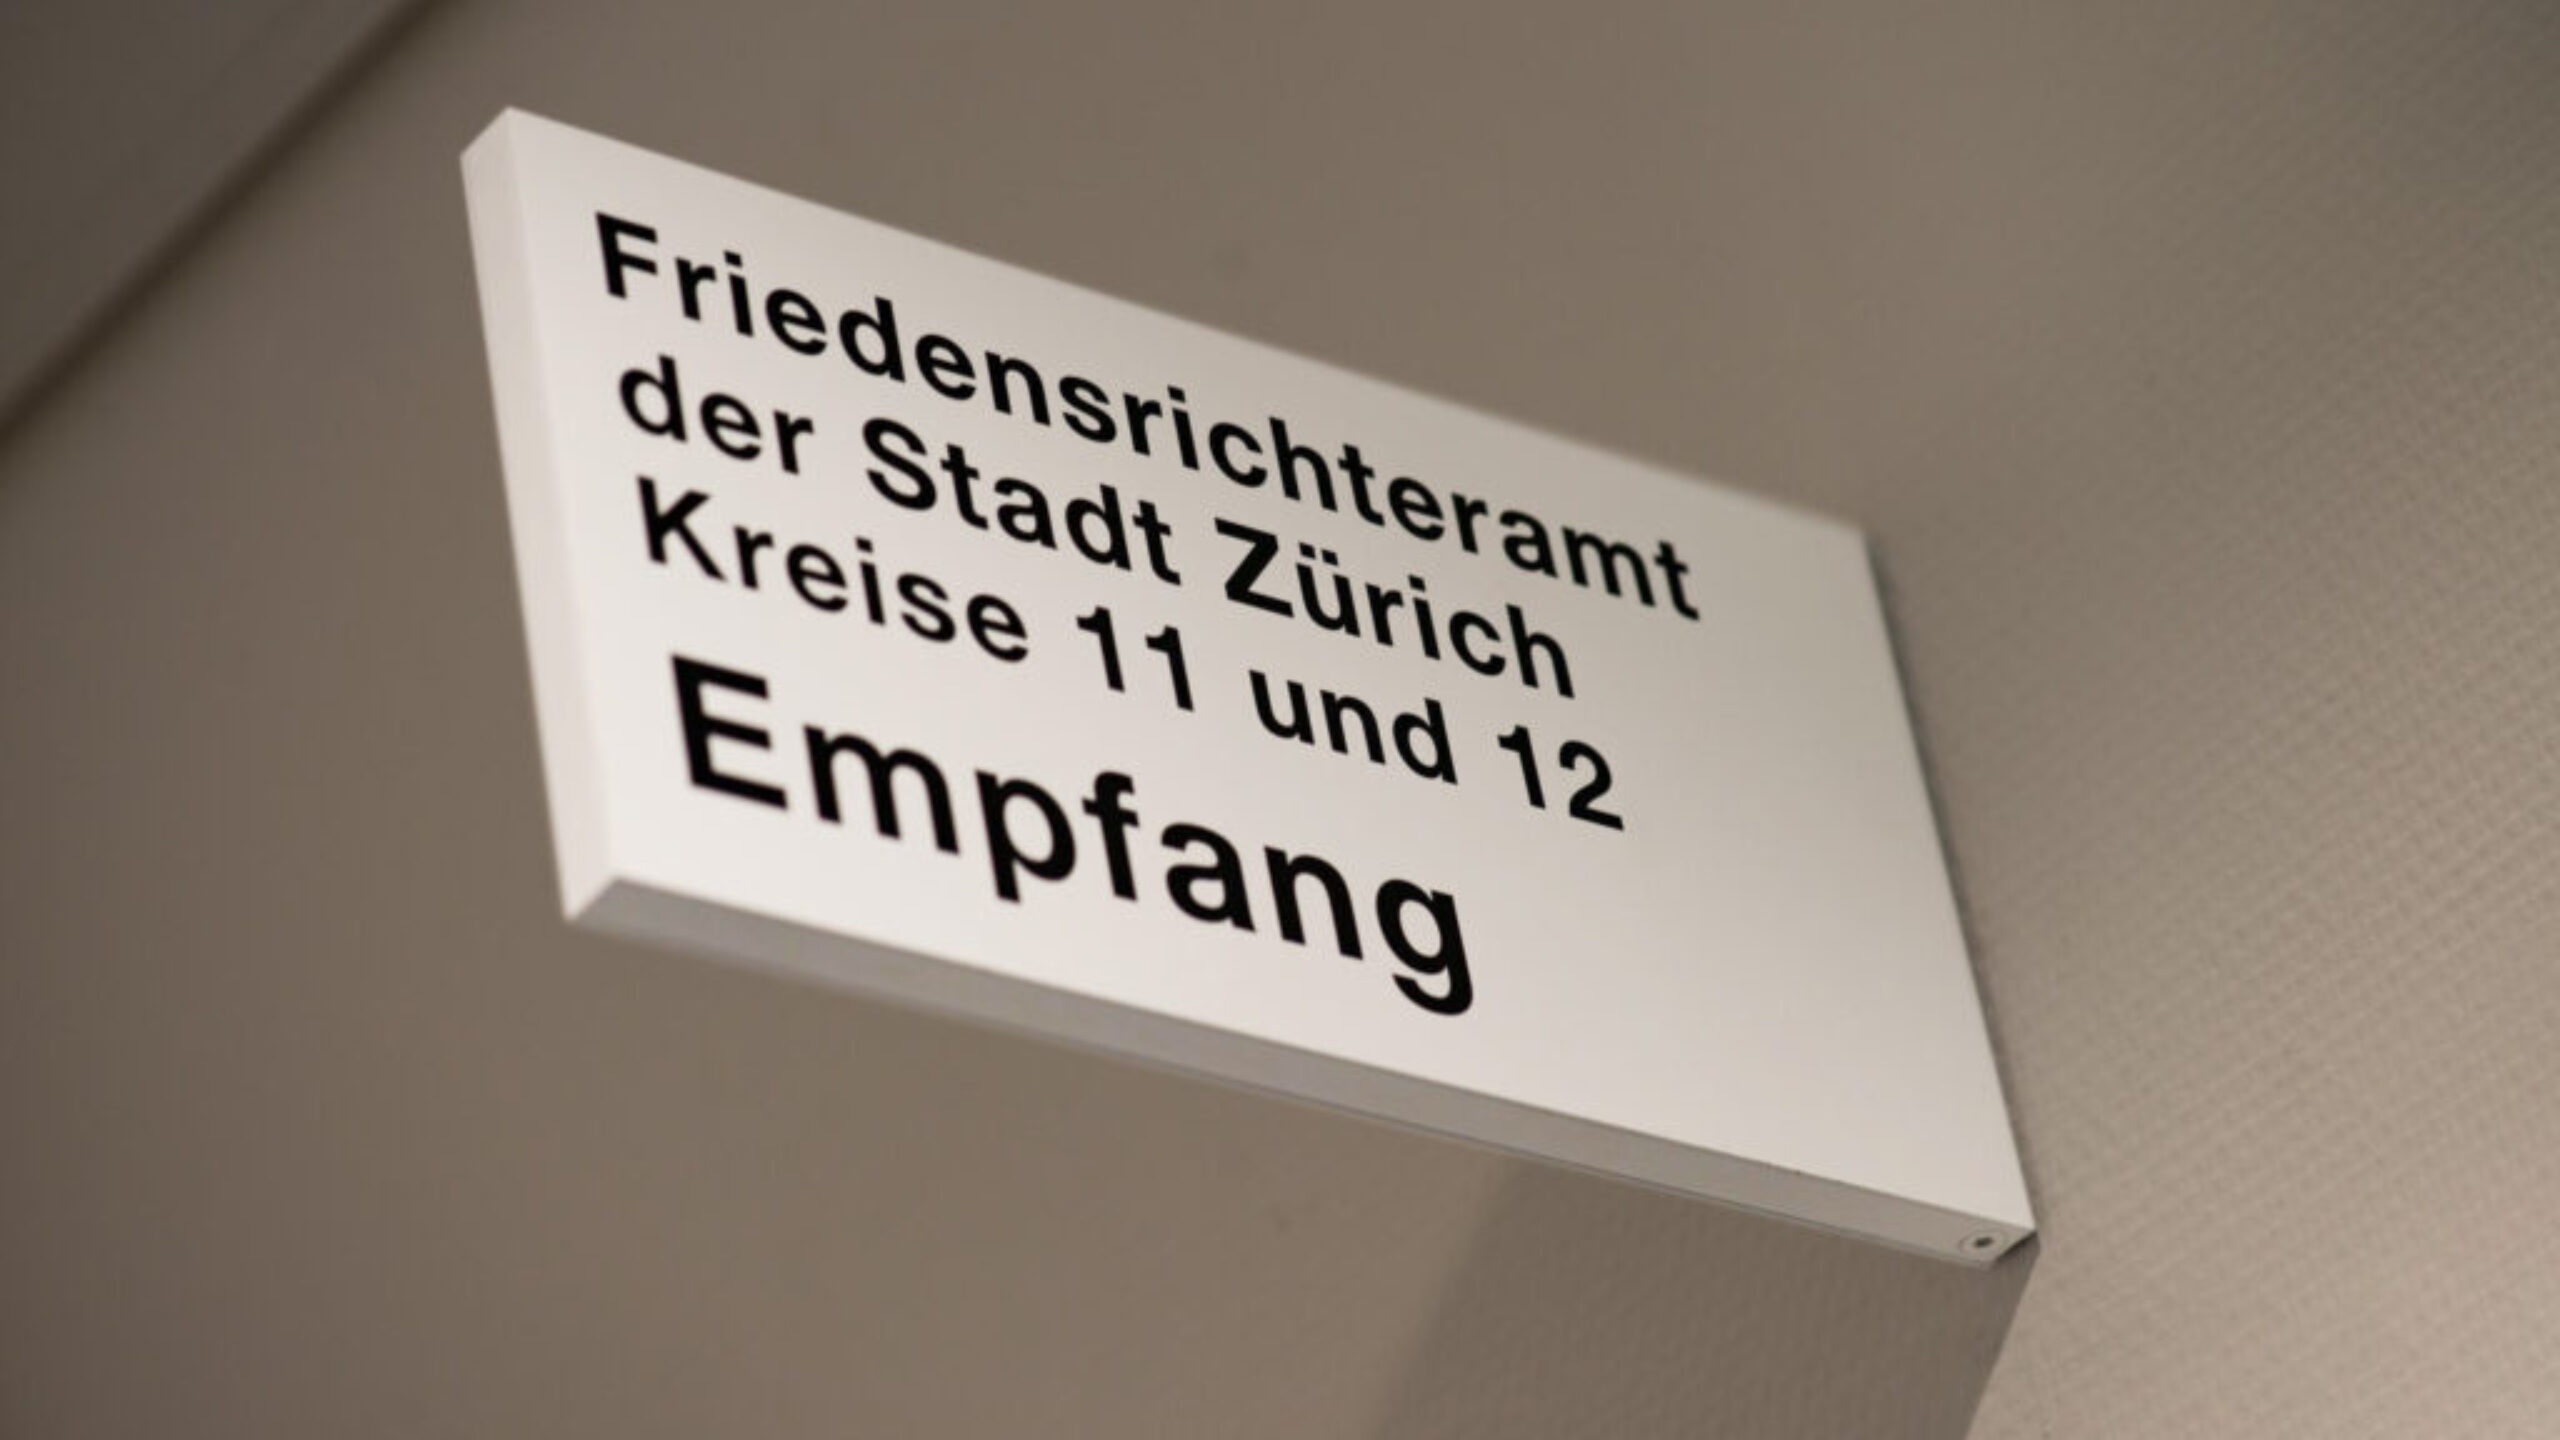 Friedensrichteramt
der Stadt Zürich
Kreise 11 und 12
Empfang